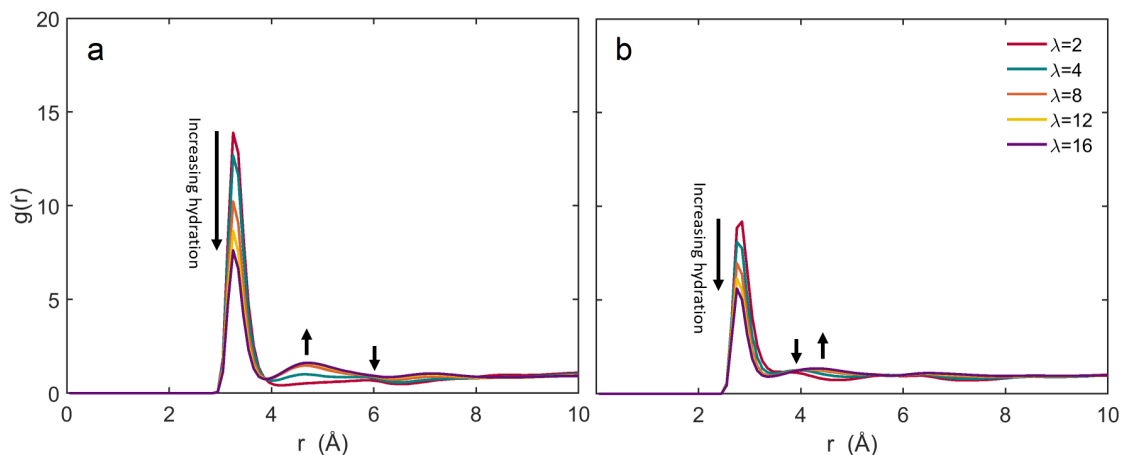 a
20
15
10
5
0
g(r)
Increasing hydration
0 2 4 6 8 10
r (Å)
b
λ=2
λ=4
λ=8
λ=12
λ=16
Increasing hydration
2 4 6 8 10
r (Å)